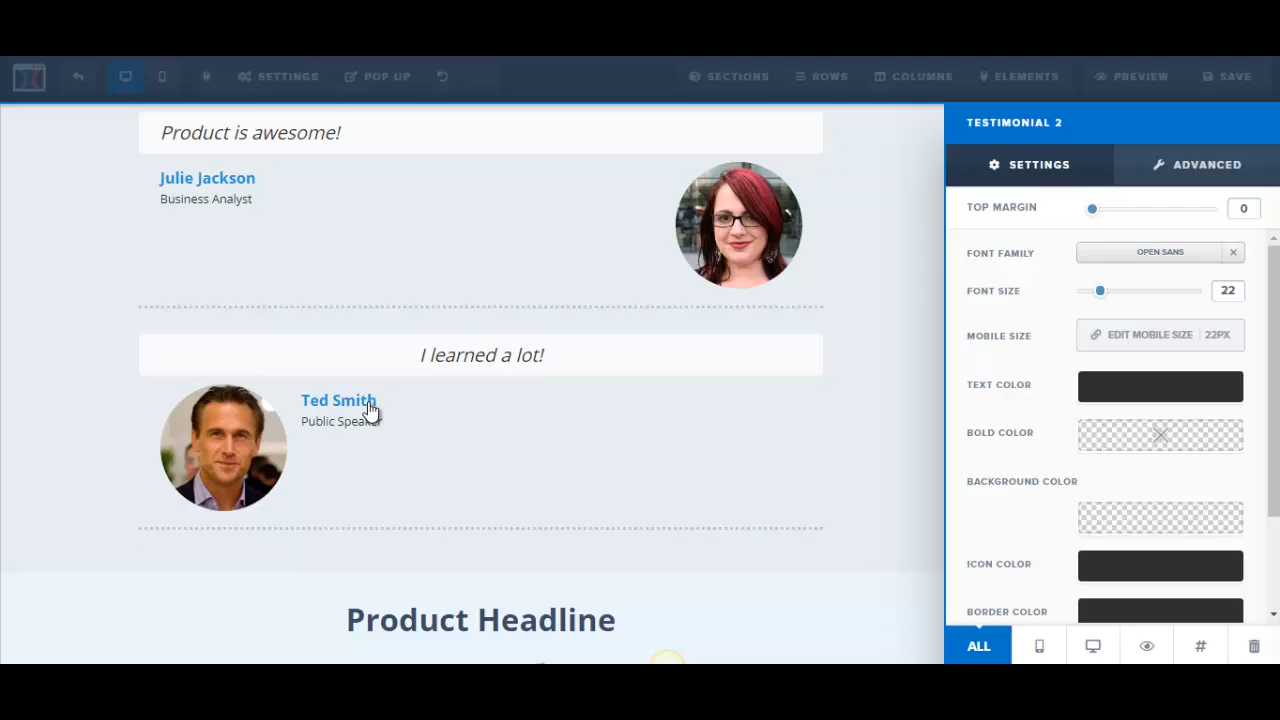 SETTINGS POP UP SECTIONS ROWS COLUMNS ELEMENTS PREVIEW SAVE
TESTIMONIAL 2
SETTINGS ADVANCED
Product is awesome!
Julie Jackson
Business Analyst
I learned a lot!
Ted Smith
Public Speaker
Product Headline
TOP MARGIN 0
FONT FAMILY OPEN SANS ×
FONT SIZE 22
MOBILE SIZE EDIT MOBILE SIZE | 22PX
TEXT COLOR
BOLD COLOR
BACKGROUND COLOR
ICON COLOR
BORDER COLOR
ALL #